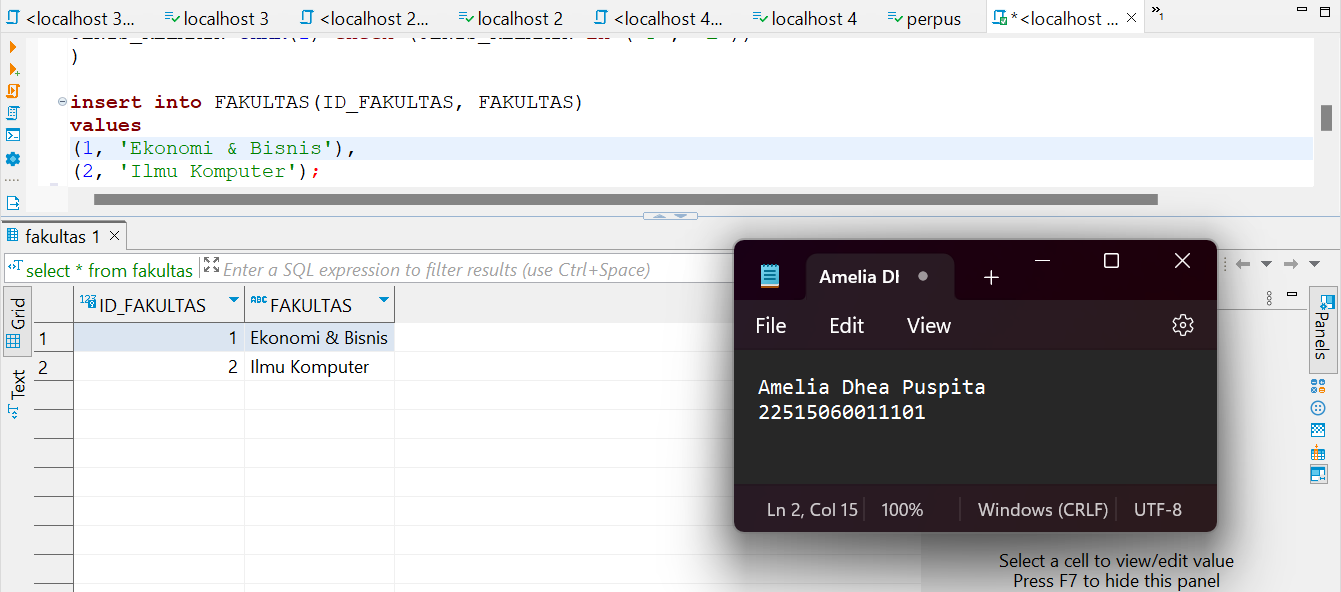 <localhost 3...
localhost 3
<localhost 2...
localhost 2
<localhost 4...
localhost 4
perpus
*<localhost ...
»1
)
insert into FAKULTAS(ID_FAKULTAS, FAKULTAS)
values
(1, 'Ekonomi & Bisnis'),
(2, 'Ilmu Komputer');
fakultas 1
select * from fakultas
Enter a SQL expression to filter results (use Ctrl+Space)
Grid
Text
123 ID_FAKULTAS
ABC FAKULTAS
1 1 Ekonomi & Bisnis
2 2 Ilmu Komputer
Amelia Dh
File Edit View
Amelia Dhea Puspita
22515060011101
Ln 2, Col 15 100% Windows (CRLF) UTF-8
Panels
Select a cell to view/edit value
Press F7 to hide this panel